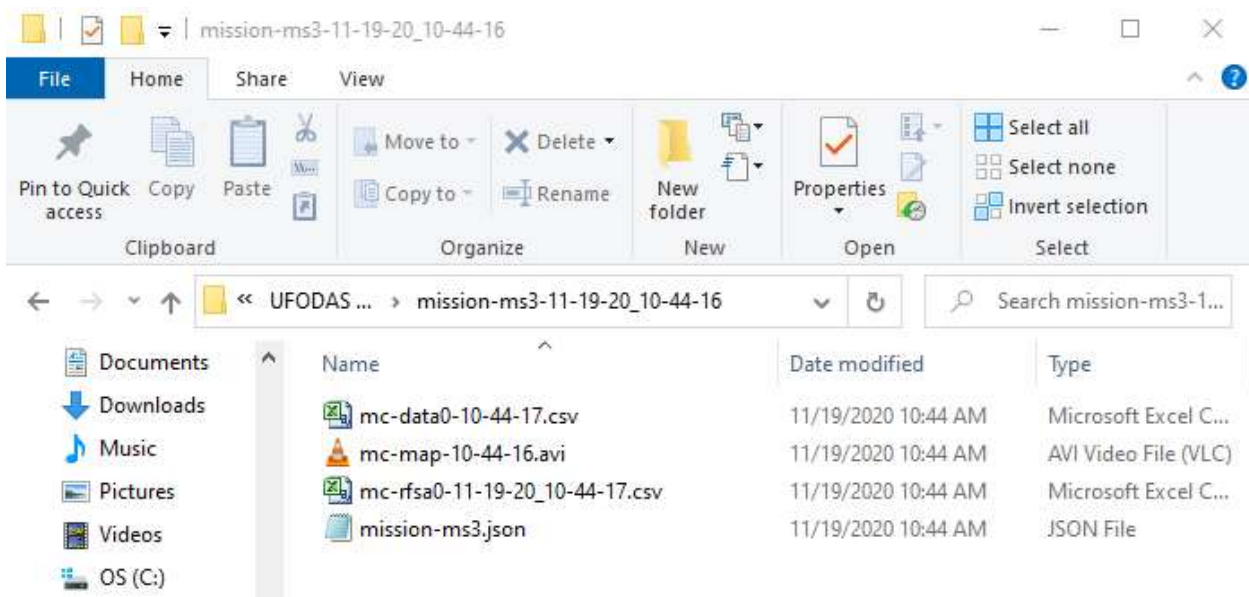 mission-ms3-11-19-20_10-44-16
File Home Share View
Pin to Quick access
Copy
Paste
Move to
Copy to
Delete
Rename
New folder
Properties
Select all
Select none
Invert selection
Clipboard Organize New Open Select
« UFODAS ... › mission-ms3-11-19-20_10-44-16
Search mission-ms3-1...
Documents
Downloads
Music
Pictures
Videos
OS (C:)
Name Date modified Type
mc-data0-10-44-17.csv 11/19/2020 10:44 AM Microsoft Excel C...
mc-map-10-44-16.avi 11/19/2020 10:44 AM AVI Video File (VLC)
mc-rfsa0-11-19-20_10-44-17.csv 11/19/2020 10:44 AM Microsoft Excel C...
mission-ms3.json 11/19/2020 10:44 AM JSON File